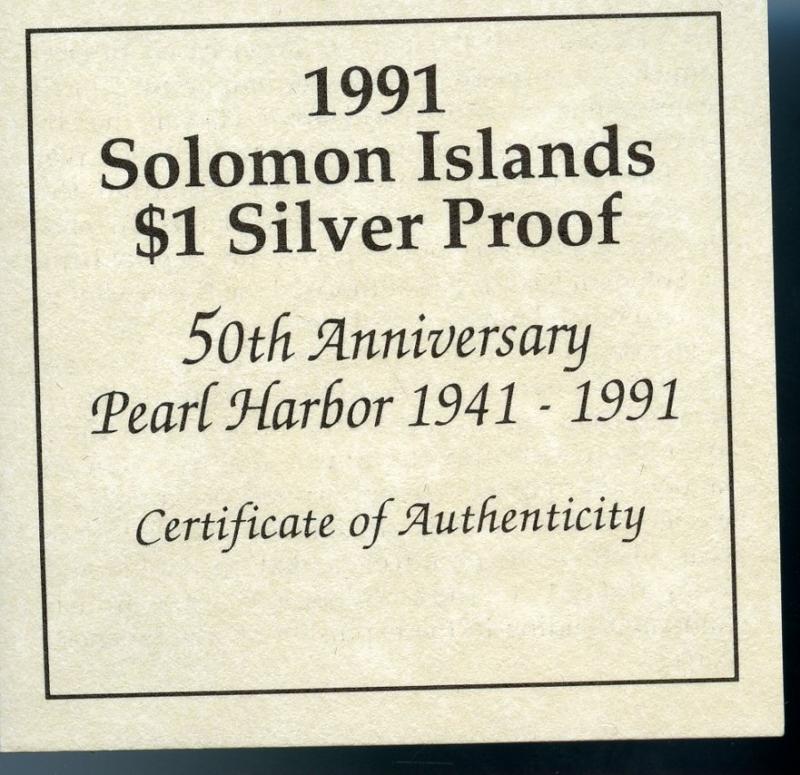 1991
Solomon Islands
$1 Silver Proof
50th Anniversary
Pearl Harbor 1941 - 1991
Certificate of Authenticity